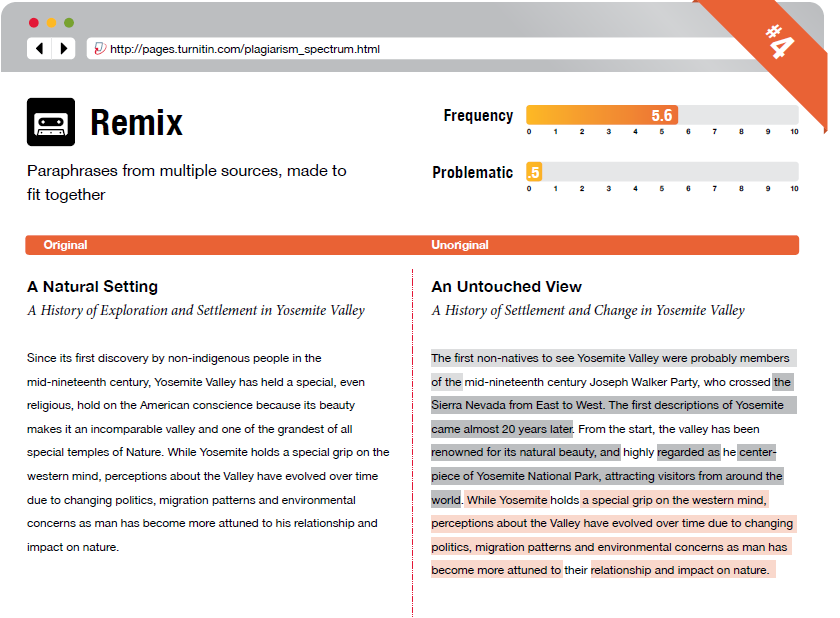 http://pages.turnitin.com/plagiarism_spectrum.html
#4
Remix
Paraphrases from multiple sources, made to
fit together
Frequency
5.6
0 1 2 3 4 5 6 7 8 9 10
Problematic
.5
0 1 2 3 4 5 6 7 8 9 10
Original
Unoriginal
A Natural Setting
A History of Exploration and Settlement in Yosemite Valley
Since its first discovery by non-indigenous people in the
mid-nineteenth century, Yosemite Valley has held a special, even
religious, hold on the American conscience because its beauty
makes it an incomparable valley and one of the grandest of all
special temples of Nature. While Yosemite holds a special grip on the
western mind, perceptions about the Valley have evolved over time
due to changing politics, migration patterns and environmental
concerns as man has become more attuned to his relationship and
impact on nature.
An Untouched View
A History of Settlement and Change in Yosemite Valley
The first non-natives to see Yosemite Valley were probably members
of the mid-nineteenth century Joseph Walker Party, who crossed the
Sierra Nevada from East to West. The first descriptions of Yosemite
came almost 20 years later. From the start, the valley has been
renowned for its natural beauty, and highly regarded as he center-
piece of Yosemite National Park, attracting visitors from around the
world. While Yosemite holds a special grip on the western mind,
perceptions about the Valley have evolved over time due to changing
politics, migration patterns and environmental concerns as man has
become more attuned to their relationship and impact on nature.